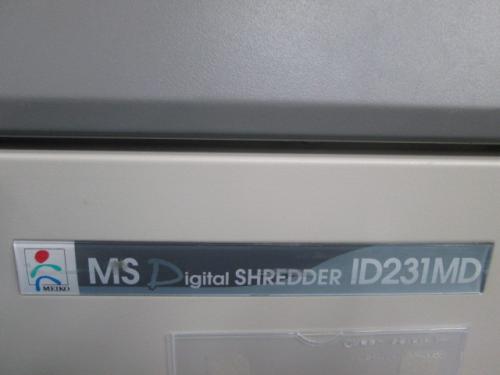 MEIKO
MS Digital SHREDDER ID231MD